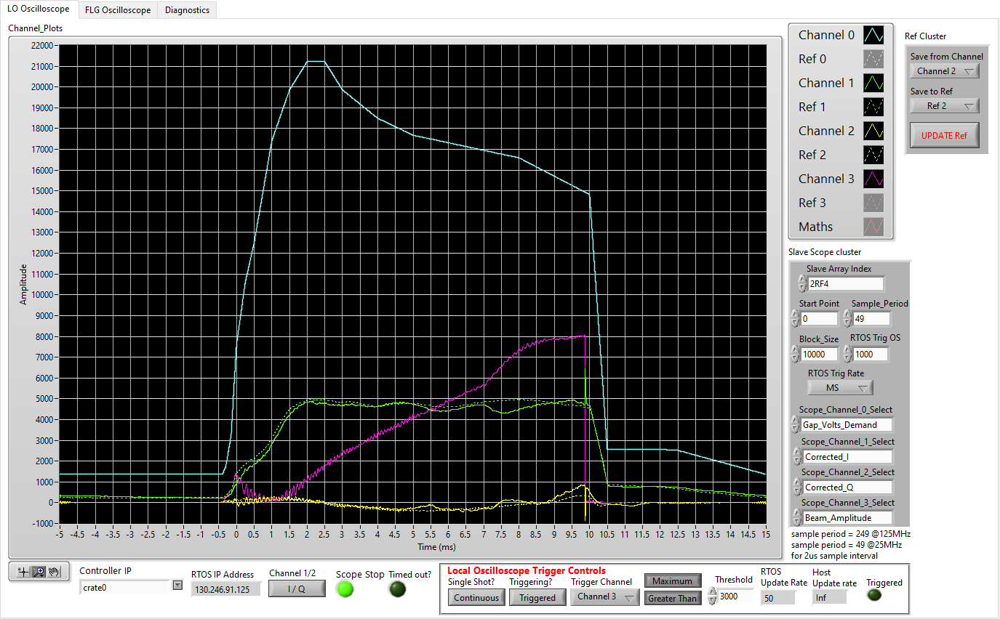 LO Oscilloscope
FLG Oscilloscope
Diagnostics
Channel_Plots
22000
21000
20000
19000
18000
17000
16000
15000
14000
13000
12000
11000
10000
9000
8000
7000
6000
5000
4000
3000
2000
1000
0
-1000
Amplitude
-5 -4.5 -4 -3.5 -3 -2.5 -2 -1.5 -1 -0.5 0 0.5 1 1.5 2 2.5 3 3.5 4 4.5 5 5.5 6 6.5 7 7.5 8 8.5 9 9.5 10 10.5 11 11.5 12 12.5 13 13.5 14 14.5 15
Time (ms)
Channel 0
Ref 0
Channel 1
Ref 1
Channel 2
Ref 2
Channel 3
Ref 3
Maths
Ref Cluster
Save from Channel
Channel 2
Save to Ref
Ref 2
UPDATE Ref
Slave Scope cluster
Slave Array Index
2RF4
Start Point Sample_Period
0 49
Block_Size RTOS Trig OS
10000 1000
RTOS Trig Rate
MS
Scope_Channel_0_Select
Gap_Volts_Demand
Scope_Channel_1_Select
Corrected_I
Scope_Channel_2_Select
Corrected_Q
Scope_Channel_3_Select
Beam_Amplitude
sample period = 249 @125MHz
sample period = 49 @25MHz
for 2us sample interval
Controller IP
crate0
RTOS IP Address
130.246.91.125
Channel 1/2
I / Q
Scope Stop
Timed out?
Local Oscilloscope Trigger Controls
Single Shot?
Continuous
Triggering?
Triggered
Trigger Channel
Channel 3
Maximum
Greater Than
Threshold
3000
RTOS
Update Rate
50
Host
Update rate
Inf
Triggered